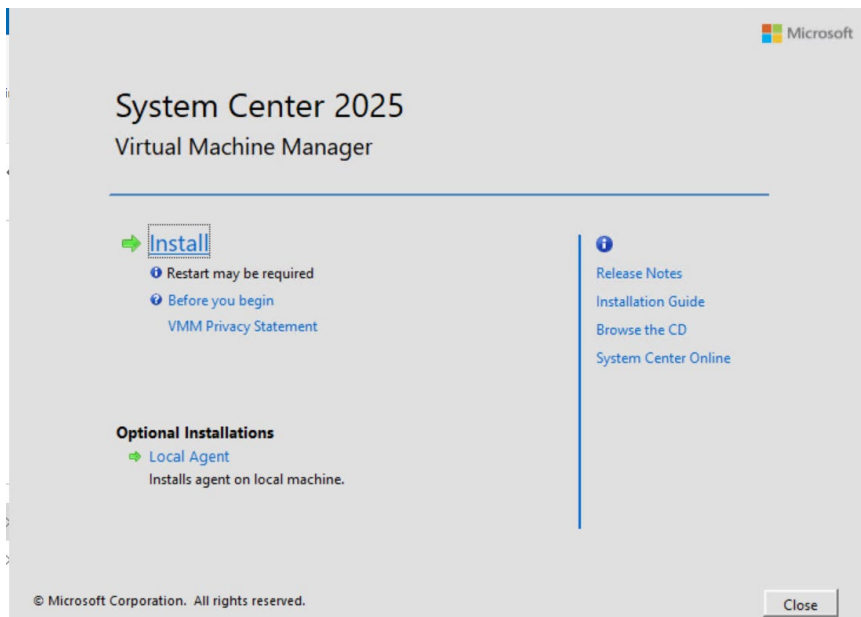 Microsoft
System Center 2025
Virtual Machine Manager
Install
Restart may be required
Before you begin
VMM Privacy Statement
Release Notes
Installation Guide
Browse the CD
System Center Online
Optional Installations
Local Agent
Installs agent on local machine.
© Microsoft Corporation. All rights reserved.
Close